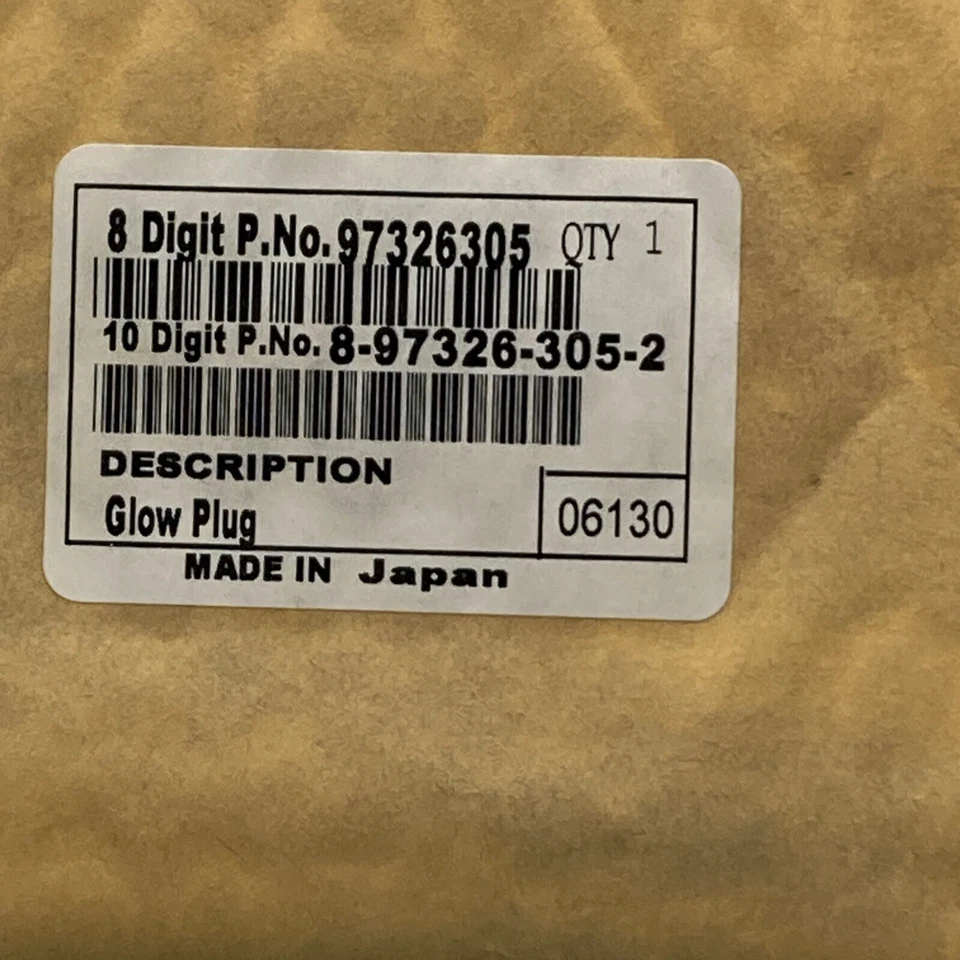 8 Digit P.No. 97326305 QTY 1
10 Digit P.No. 8-97326-305-2
DESCRIPTION
Glow Plug
06130
MADE IN Japan